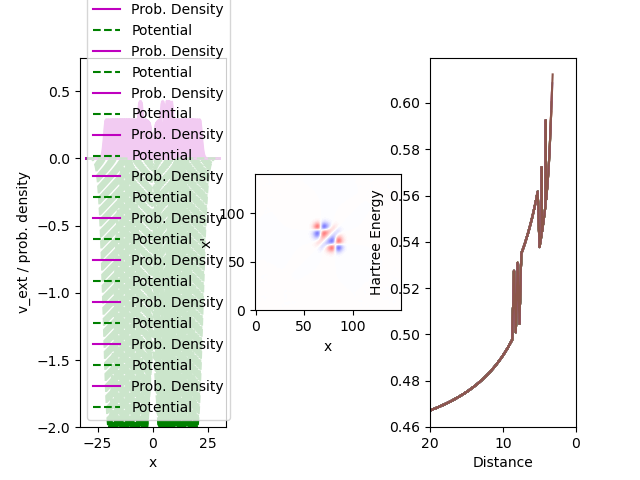 Prob. Density
Potential
Prob. Density
Potential
Prob. Density
Potential
Prob. Density
Potential
Prob. Density
Potential
Prob. Density
Potential
Prob. Density
Potential
Prob. Density
Potential
Prob. Density
Potential
Prob. Density
Potential
0.5
0.0
−0.5
−1.0
−1.5
−2.0
v_ext / prob. density
−25
0
25
x
100
50
0
x'
0
50
100
x
Hartree Energy
0.60
0.58
0.56
0.54
0.52
0.50
0.48
0.46
20
10
0
Distance